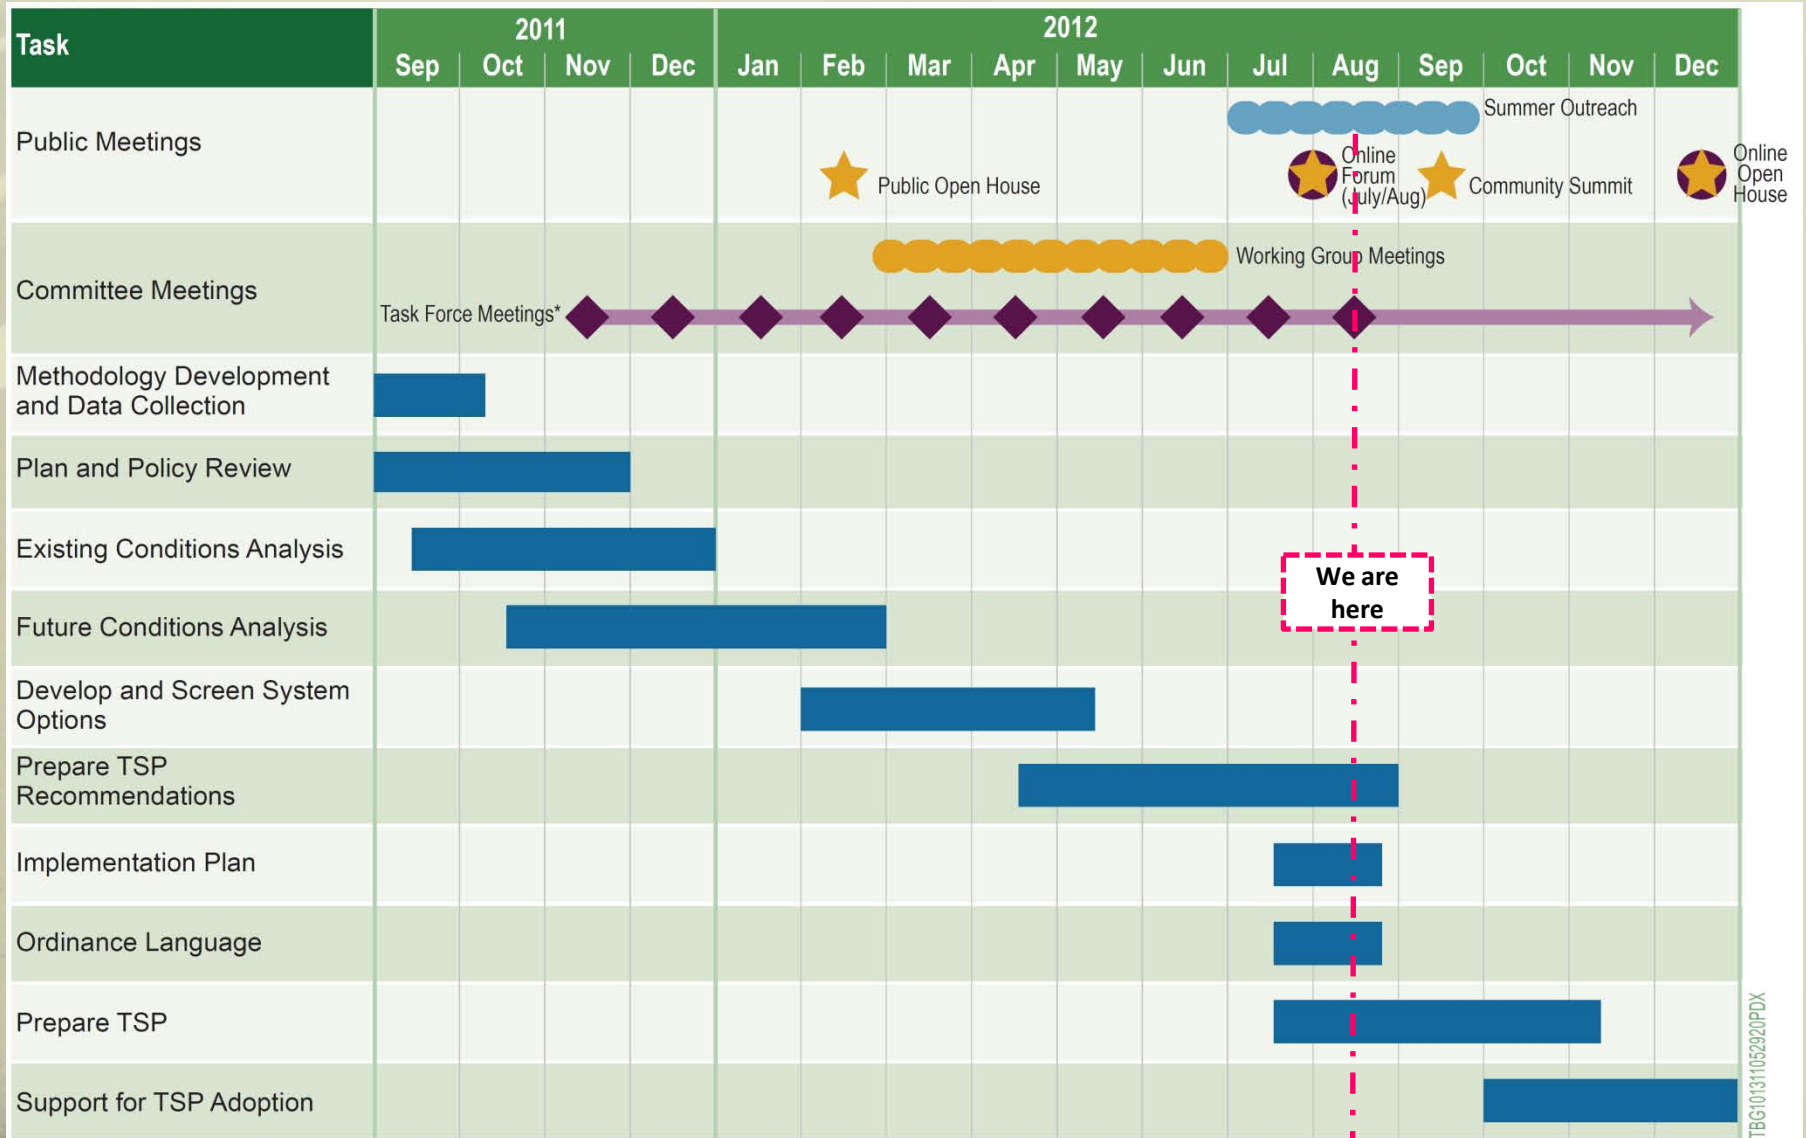 Task
2011
2012
Sep Oct Nov Dec Jan Feb Mar Apr May Jun Jul Aug Sep Oct Nov Dec
Public Meetings
Summer Outreach
Public Open House
Online
Forum
(July/Aug)
Community Summit
Online
Open
House
Committee Meetings
Working Group Meetings
Task Force Meetings*
Methodology Development
and Data Collection
Plan and Policy Review
Existing Conditions Analysis
We are
here
Future Conditions Analysis
Develop and Screen System
Options
Prepare TSP
Recommendations
Implementation Plan
Ordinance Language
Prepare TSP
Support for TSP Adoption
TBG101311052920PDX